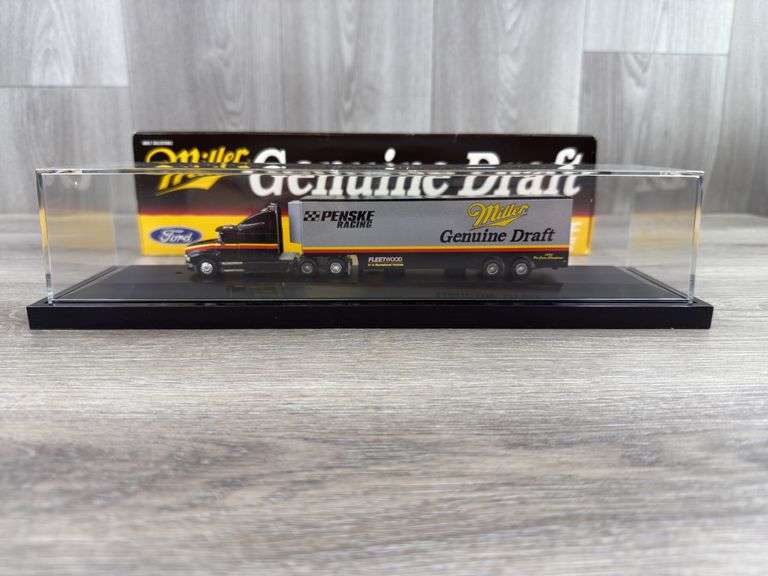 Miller Genuine Draft
Ford
PENSKE
RACING
Miller
Genuine Draft
FLEETWOOD